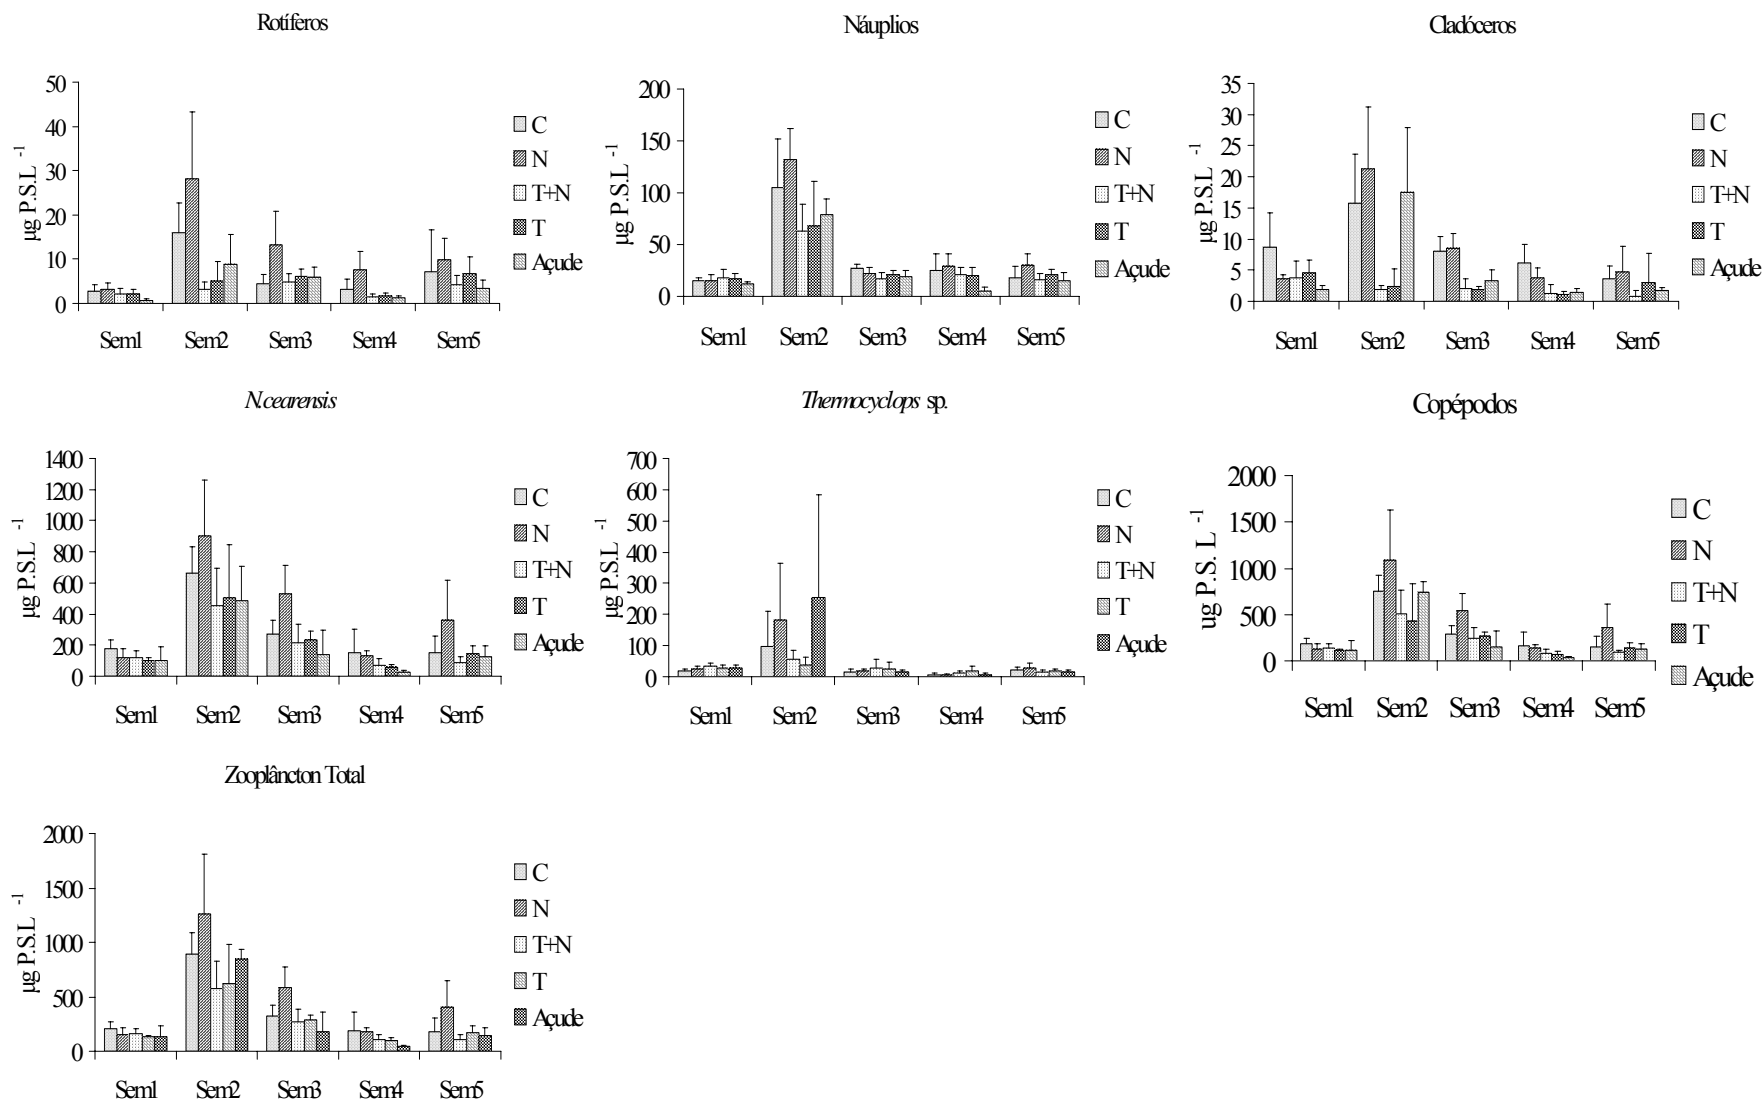 Rotíferos
µg P.S.L -1
50
40
30
20
10
0
Sem1 Sem2 Sem3 Sem4 Sem5
C
N
T+N
T
Açude
Náuplios
µg P.S.L -1
200
150
100
50
0
Sem1 Sem2 Sem3 Sem4 Sem5
C
N
T+N
T
Açude
Cladóceros
µg P.S.L -1
35
30
25
20
15
10
5
0
Sem1 Sem2 Sem3 Sem4 Sem5
C
N
T+N
T
Açude
N.cearensis
µg P.S.L -1
1400
1200
1000
800
600
400
200
0
Sem1 Sem2 Sem3 Sem4 Sem5
C
N
T+N
T
Açude
Thermocyclops sp.
µg P.S.L -1
700
600
500
400
300
200
100
0
Sem1 Sem2 Sem3 Sem4 Sem5
C
N
T+N
T
Açude
Copépodos
ug P.S. L -1
2000
1500
1000
500
0
Sem1 Sem2 Sem3 Sem4 Sem5
C
N
T+N
T
Açude
Zooplâncton Total
µg P.S.L -1
2000
1500
1000
500
0
Sem1 Sem2 Sem3 Sem4 Sem5
C
N
T+N
T
Açude